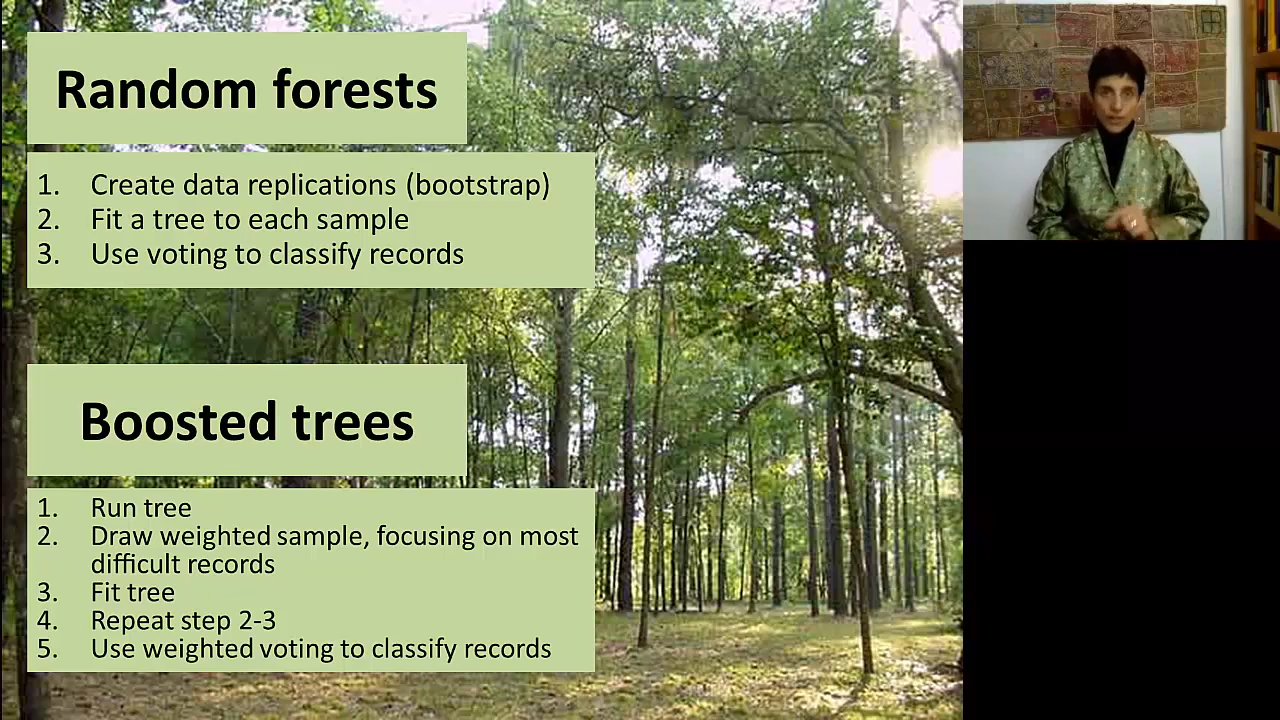 Random forests
1. Create data replications (bootstrap)
2. Fit a tree to each sample
3. Use voting to classify records
Boosted trees
1. Run tree
2. Draw weighted sample, focusing on most
difficult records
3. Fit tree
4. Repeat step 2-3
5. Use weighted voting to classify records